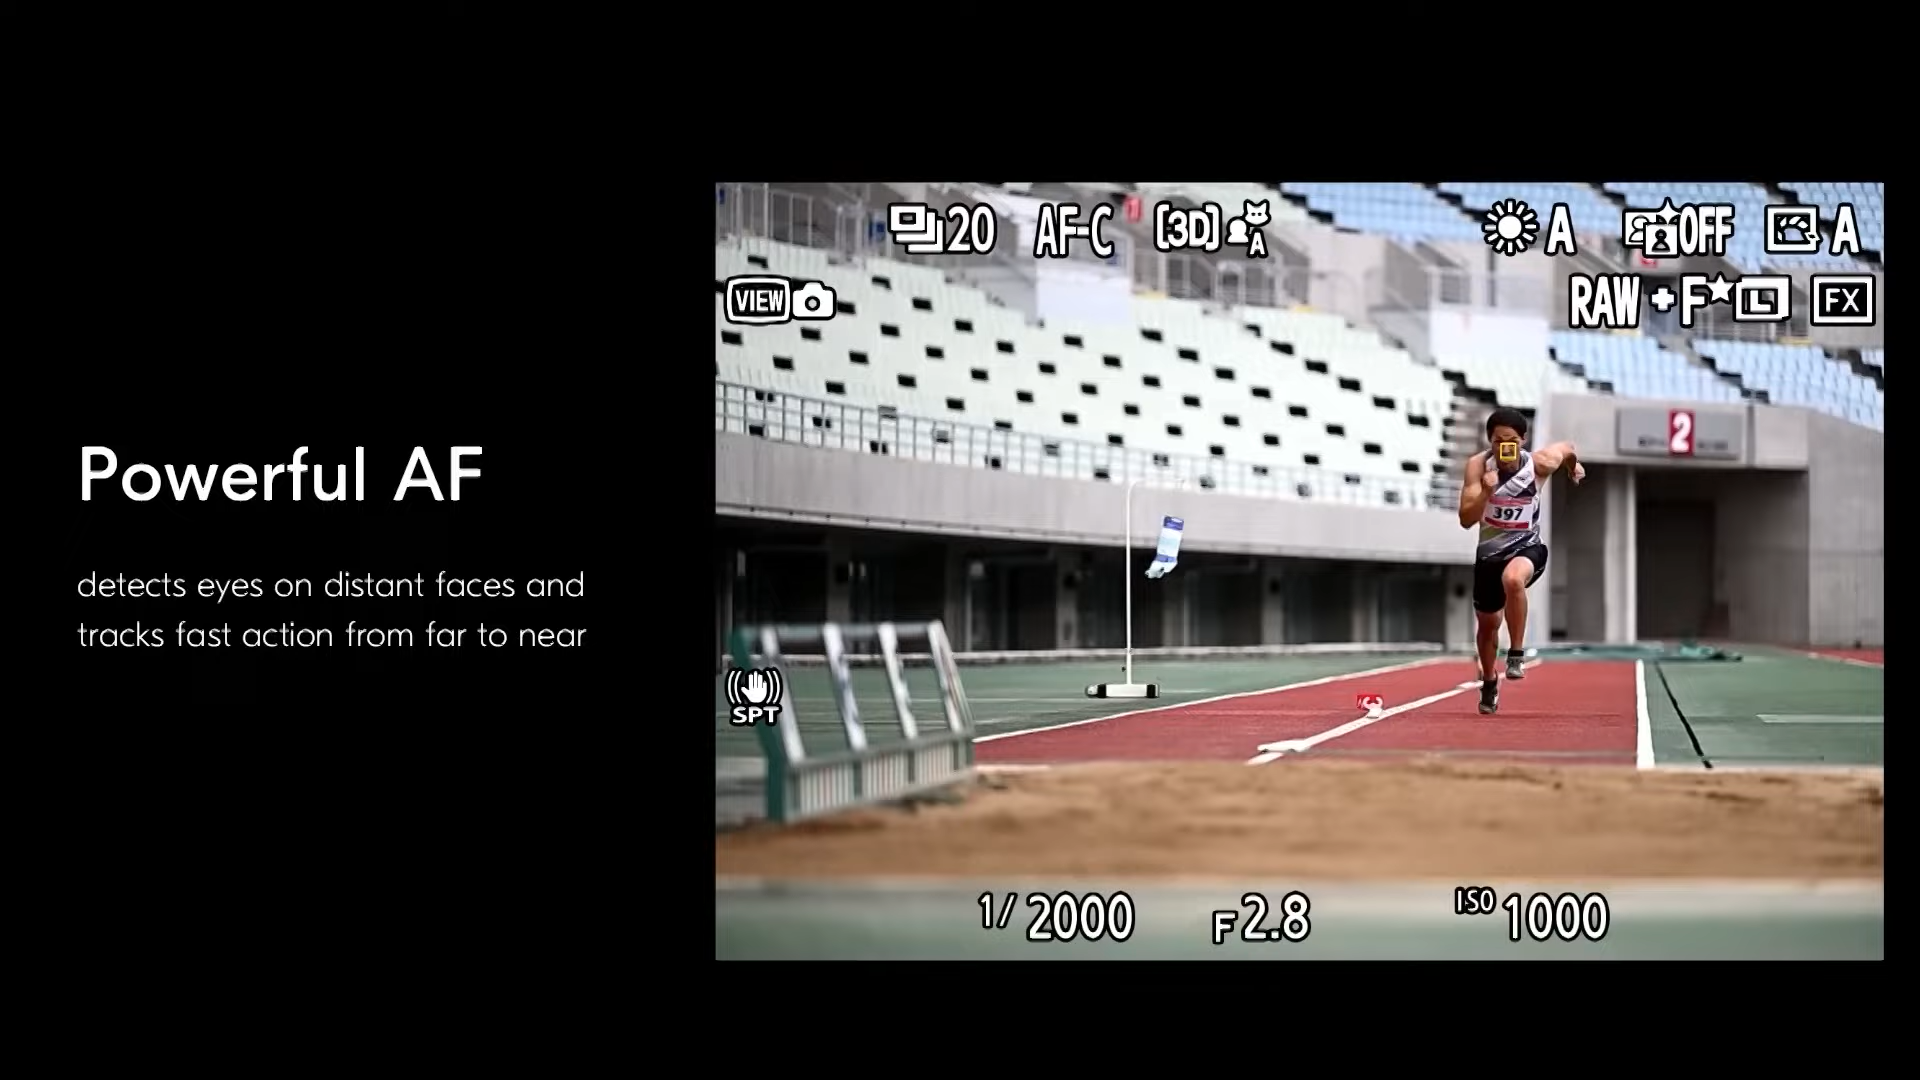 Powerful AF
detects eyes on distant faces and
tracks fast action from far to near
20 AF-C [3D] A A OFF A
VIEW RAW + F★ L FX
2
397
SPT
1/2000 F2.8 ISO 1000